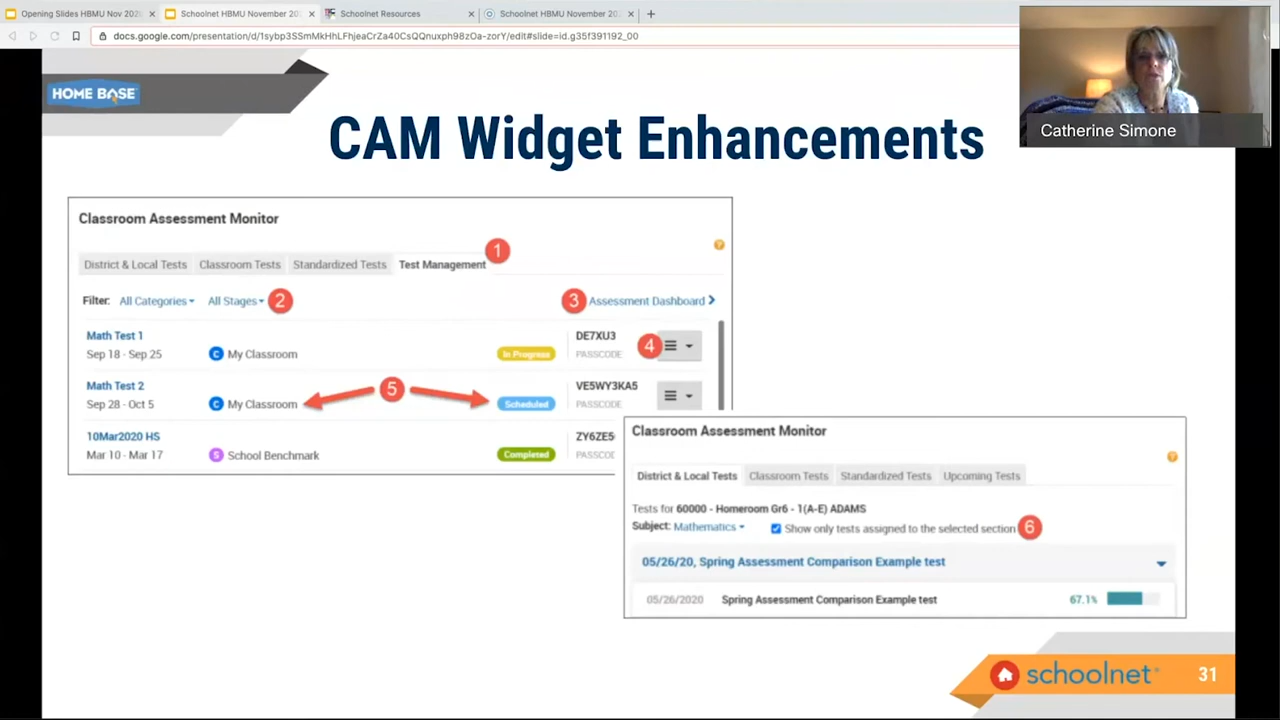 Opening Slides HBMU Nov 202
Schoolnet HBMU November 202
Schoolnet Resources
Schoolnet HBMU November 202
docs.google.com/presentation/d/1sybp3SSmMkHhLFhjeaCrZa40CsQQnuxph98zOa-zorY/edit#slide=id.g35f391192_00
HOME BASE
Catherine Simone
CAM Widget Enhancements
Classroom Assessment Monitor
District & Local Tests Classroom Tests Standardized Tests Test Management 1
Filter: All Categories All Stages 2 3 Assessment Dashboard
Math Test 1 DE7XU3
Sep 18 - Sep 25 C My Classroom In Progress PASSCODE 4
Math Test 2 VE5WY3KA5
5
Sep 28 - Oct 5 C My Classroom Scheduled PASSCODE
10Mar2020 HS ZY6ZE5
Mar 10 - Mar 17 S School Benchmark Completed PASSCOD
Classroom Assessment Monitor
District & Local Tests Classroom Tests Standardized Tests Upcoming Tests
Tests for 60000 - Homeroom Gr6 - 1(A-E) ADAMS
Subject: Mathematics Show only tests assigned to the selected section 6
05/26/20, Spring Assessment Comparison Example test
05/26/2020 Spring Assessment Comparison Example test 67.1%
schoolnet 31